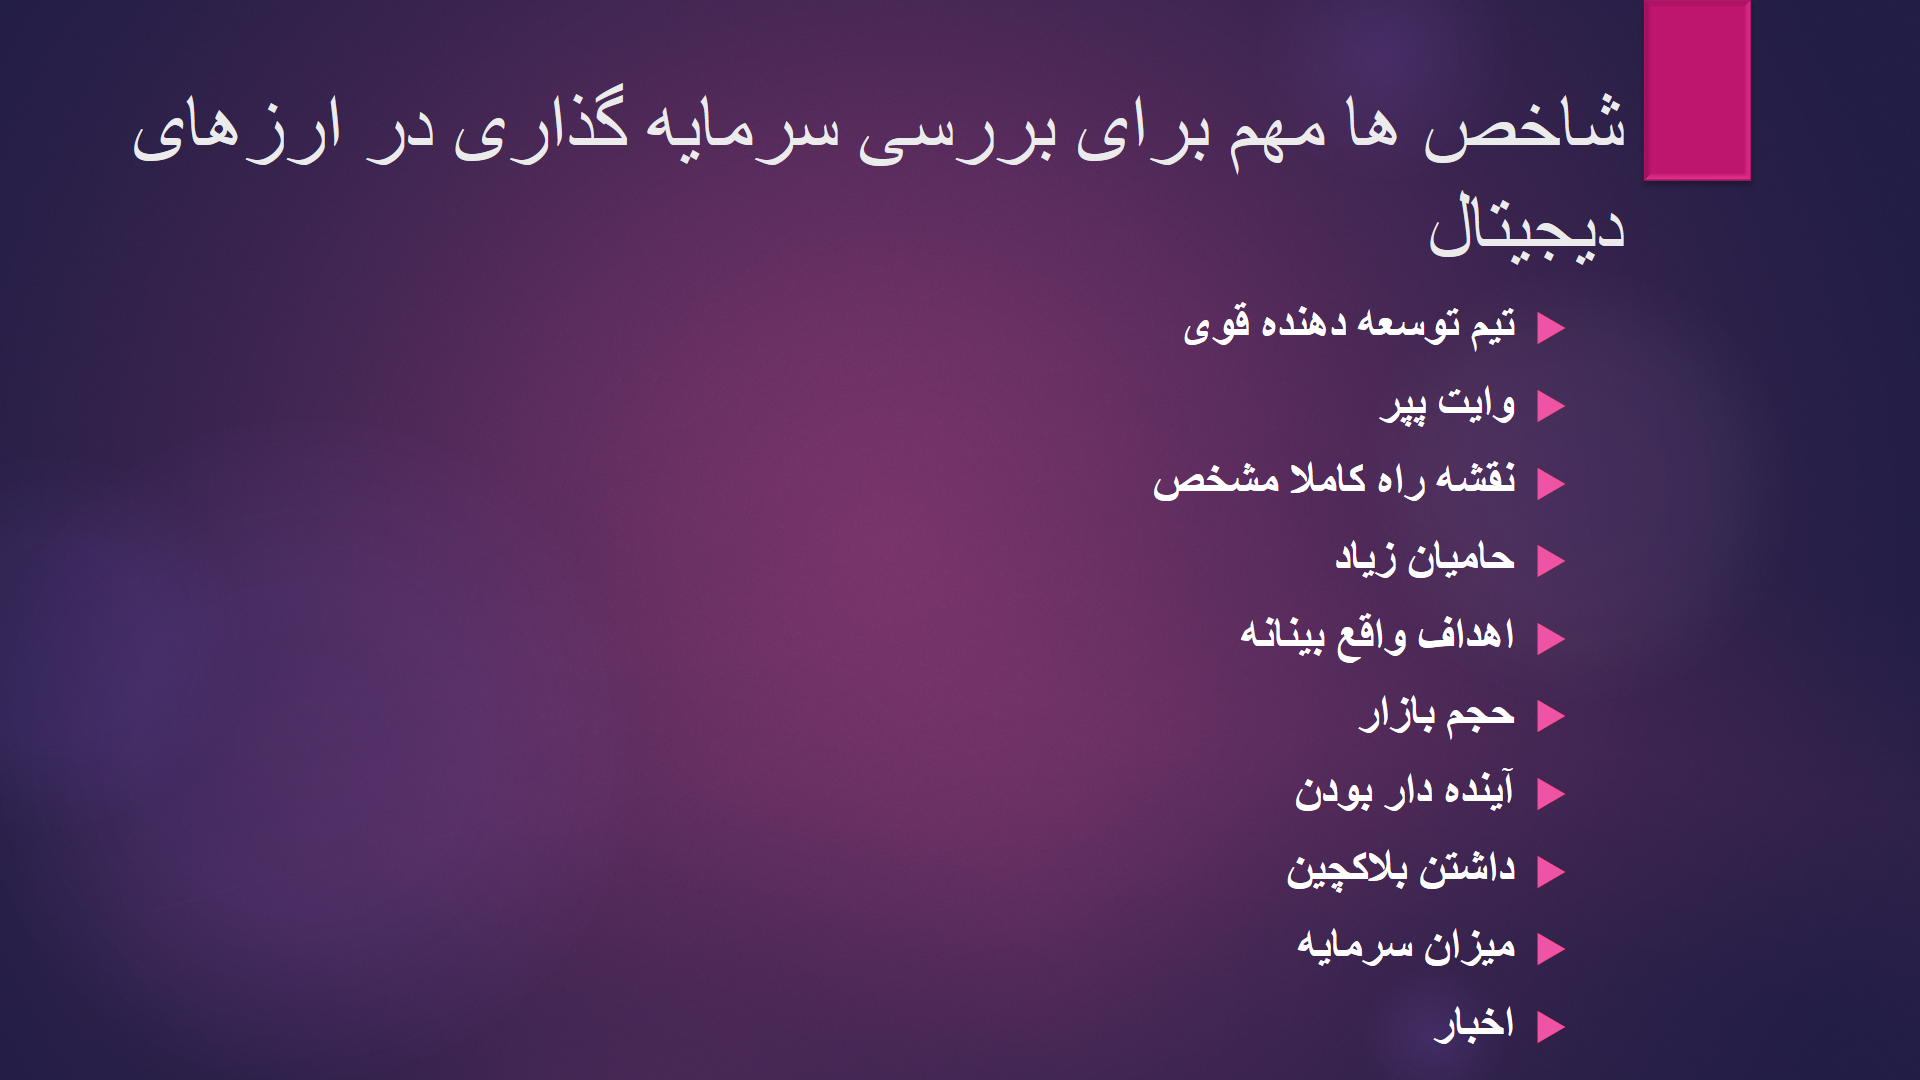 شاخص ها مهم برای بررسی سرمایه گذاری در ارزهای
دیجیتال
تیم توسعه دهنده قوی
وایت پپر
نقشه راه کاملا مشخص
حامیان زیاد
اهداف واقع بینانه
حجم بازار
آینده دار بودن
داشتن بلاکچین
میزان سرمایه
اخبار